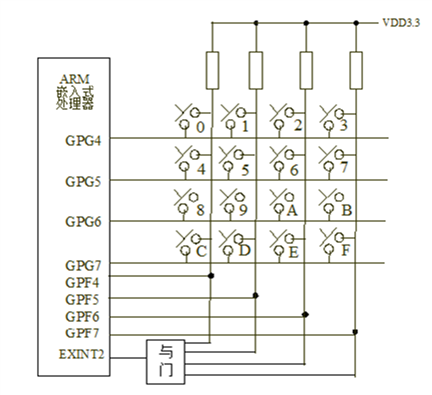 VDD3.3
ARM
嵌入式
处理器
0 1 2 3
GPG4
4 5 6 7
GPG5
8 9 A B
GPG6
C D E F
GPG7
GPF4
GPF5
GPF6
GPF7
EXINT2
与
门